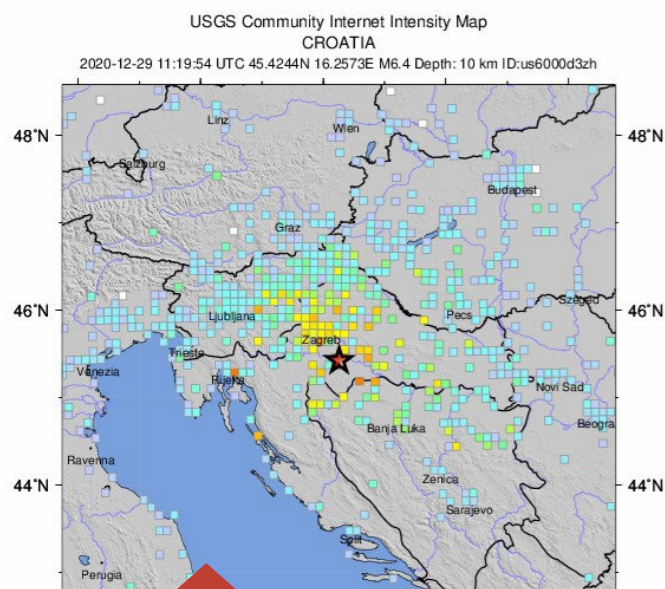 USGS Community Internet Intensity Map
CROATIA
2020-12-29 11:19:54 UTC 45.4244N 16.2573E M6.4 Depth: 10 km ID:us6000d3zh
Linz
Wien
48˚N
48˚N
Salzburg
Budapest
Graz
46˚N
46˚N
Szeged
Ljubljana
Pecs
Zagreb
Trieste
Venezia
Rijeka
Novi Sad
Banja Luka
Beogra
Ravenna
44˚N
44˚N
Zenica
Sarajevo
Split
Perugia